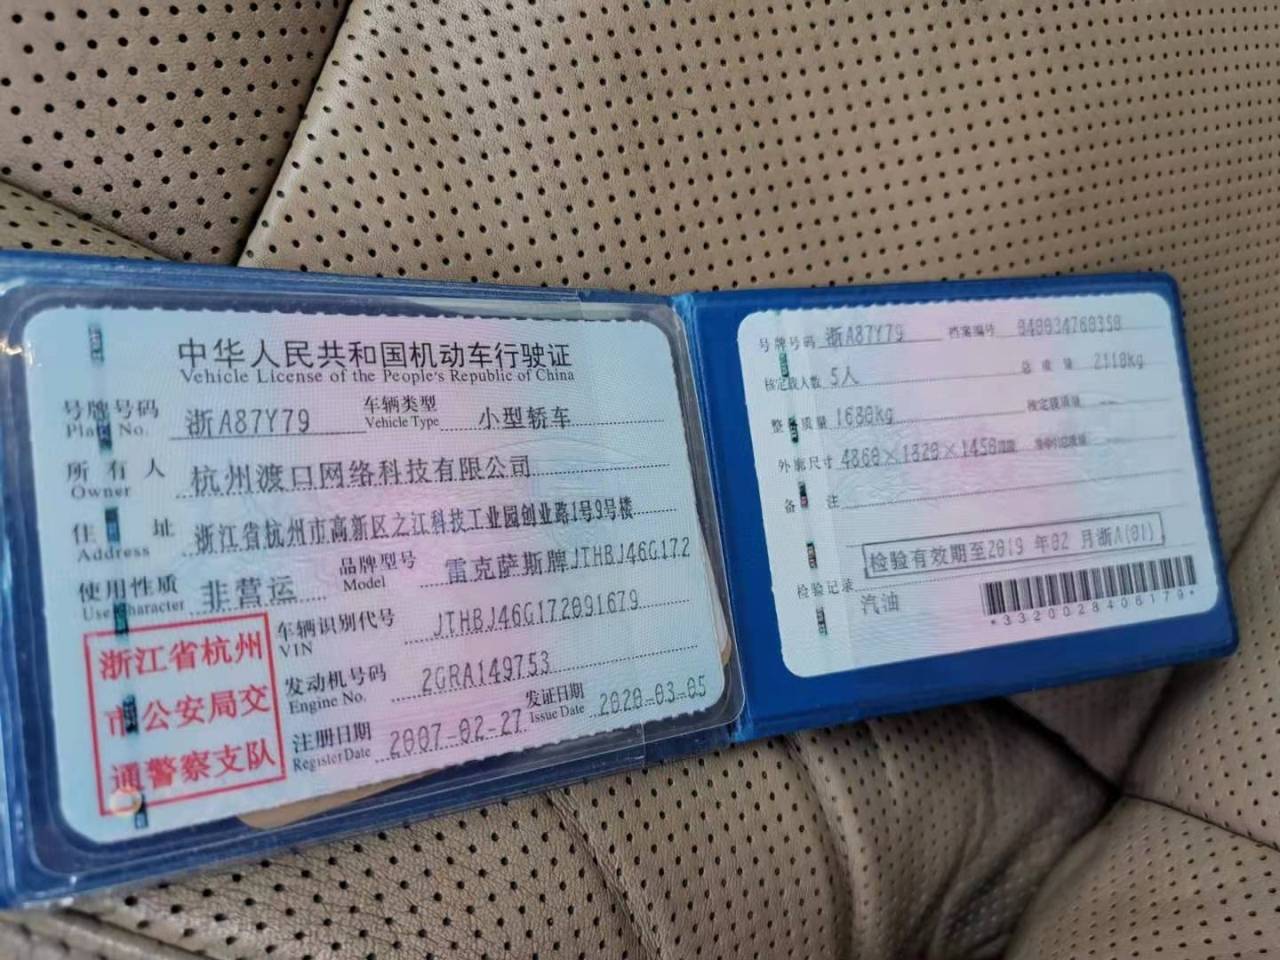 中华人民共和国机动车行驶证
Vehicle License of the People's Republic of China
号牌号码 浙A87Y79 车辆类型 小型轿车
Plate No. Vehicle Type
所有人 杭州渡口网络科技有限公司
Owner
住址 浙江省杭州市高新区之江科技工业园创业路1号9号楼
Address
使用性质 非营运 品牌型号 雷克萨斯牌JTHBJ46G172
Use Character Model
浙江省杭州
市公安局交
通警察支队
车辆识别代号 JTHBJ46G172091679
VIN
发动机号码 2GRA149753
Engine No.
注册日期 2007-02-27 发证日期 2020-03-05
Register Date Issue Date
号牌号码 浙A87Y79 档案编号
核定载人数 5人 总质量 2110kg
整备质量 1680kg 核定载质量 --
外廓尺寸 4860×1820×1450mm
备注
检验有效期至2019年02月浙A(01)
检验记录
汽油
*3320028406179*